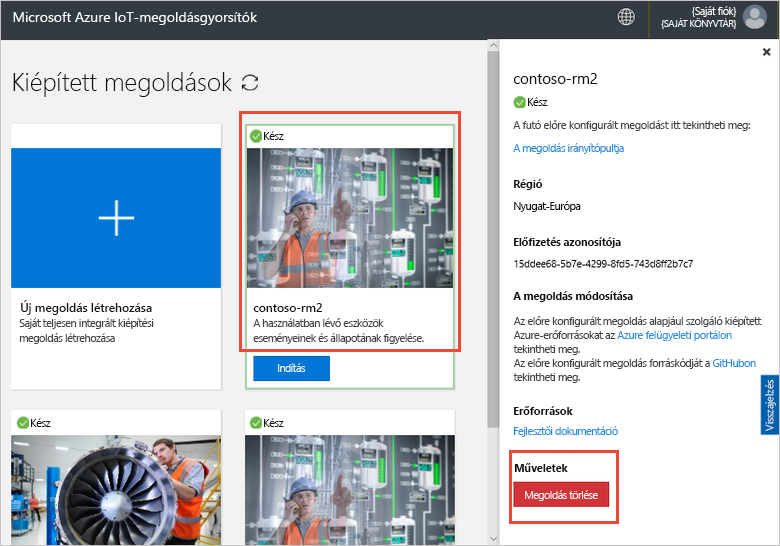 Microsoft Azure IoT-megoldásgyorsítók
{Saját fiók}
{SAJÁT KÖNYVTÁR}
Kiépített megoldások
Új megoldás létrehozása
Saját teljesen integrált kiépítési
megoldás létrehozása
Kész
contoso-rm2
A használatban lévő eszközök
eseményeinek és állapotának figyelése.
Indítás
Kész
Kész
contoso-rm2
Kész
A futó előre konfigurált megoldást itt tekintheti meg:
A megoldás irányítópultja
Régió
Nyugat-Európa
Előfizetés azonosítója
15ddee68-5b7e-4299-8fd5-743d8ff2b7c7
A megoldás módosítása
Az előre konfigurált megoldás alapjául szolgáló kiépített
Azure-erőforrásokat az Azure felügyeleti portálon
tekintheti meg.
Az előre konfigurált megoldás forráskódját a GitHubon
tekintheti meg.
Erőforrások
Fejlesztői dokumentáció
Műveletek
Megoldás törlése
Visszajelzés